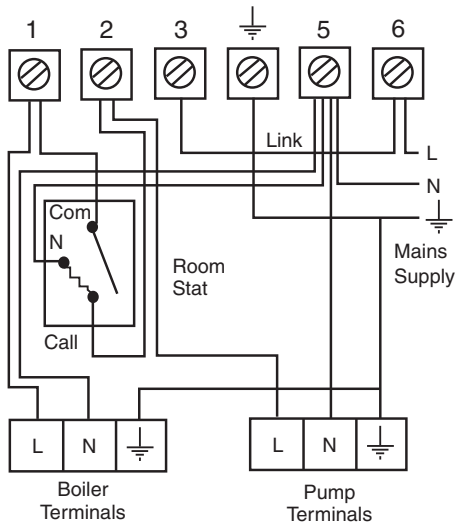 1 2 3 5 6
Link
L
N
Com
N
Room
Stat
Mains
Supply
Call
L N
L N
Boiler
Terminals
Pump
Terminals